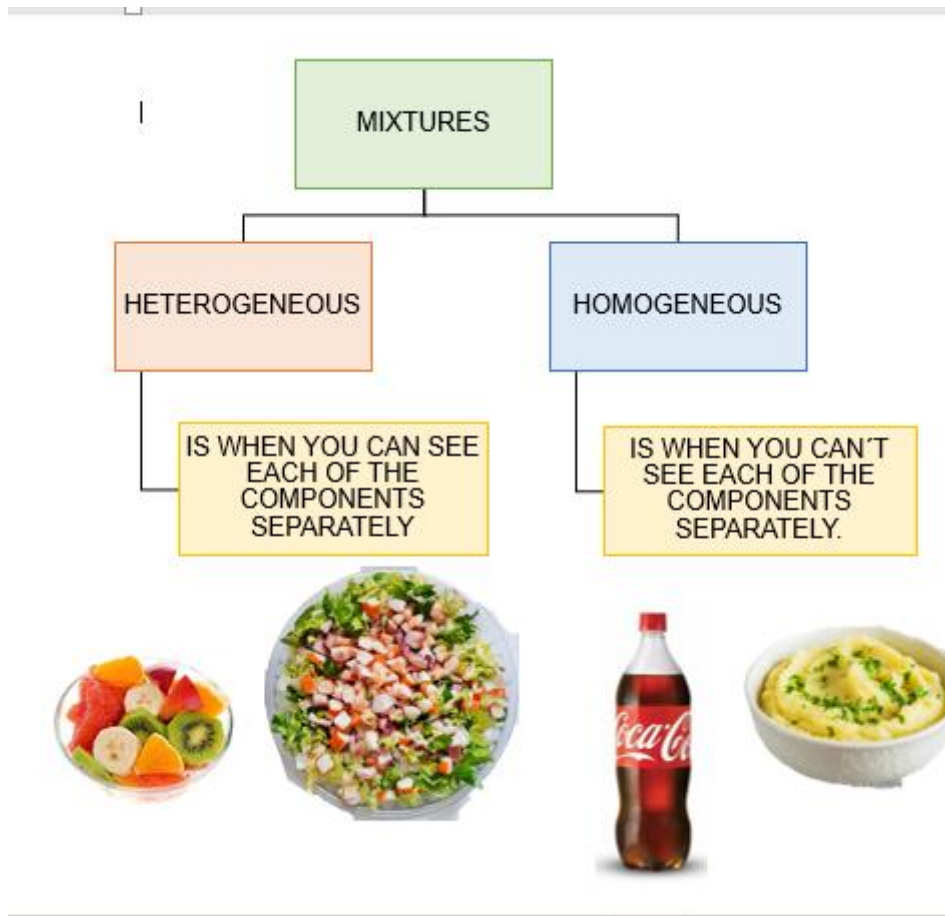 MIXTURES
HETEROGENEOUS
HOMOGENEOUS
IS WHEN YOU CAN SEE
EACH OF THE
COMPONENTS
SEPARATELY
IS WHEN YOU CAN´T
SEE EACH OF THE
COMPONENTS
SEPARATELY.
Coca-Co